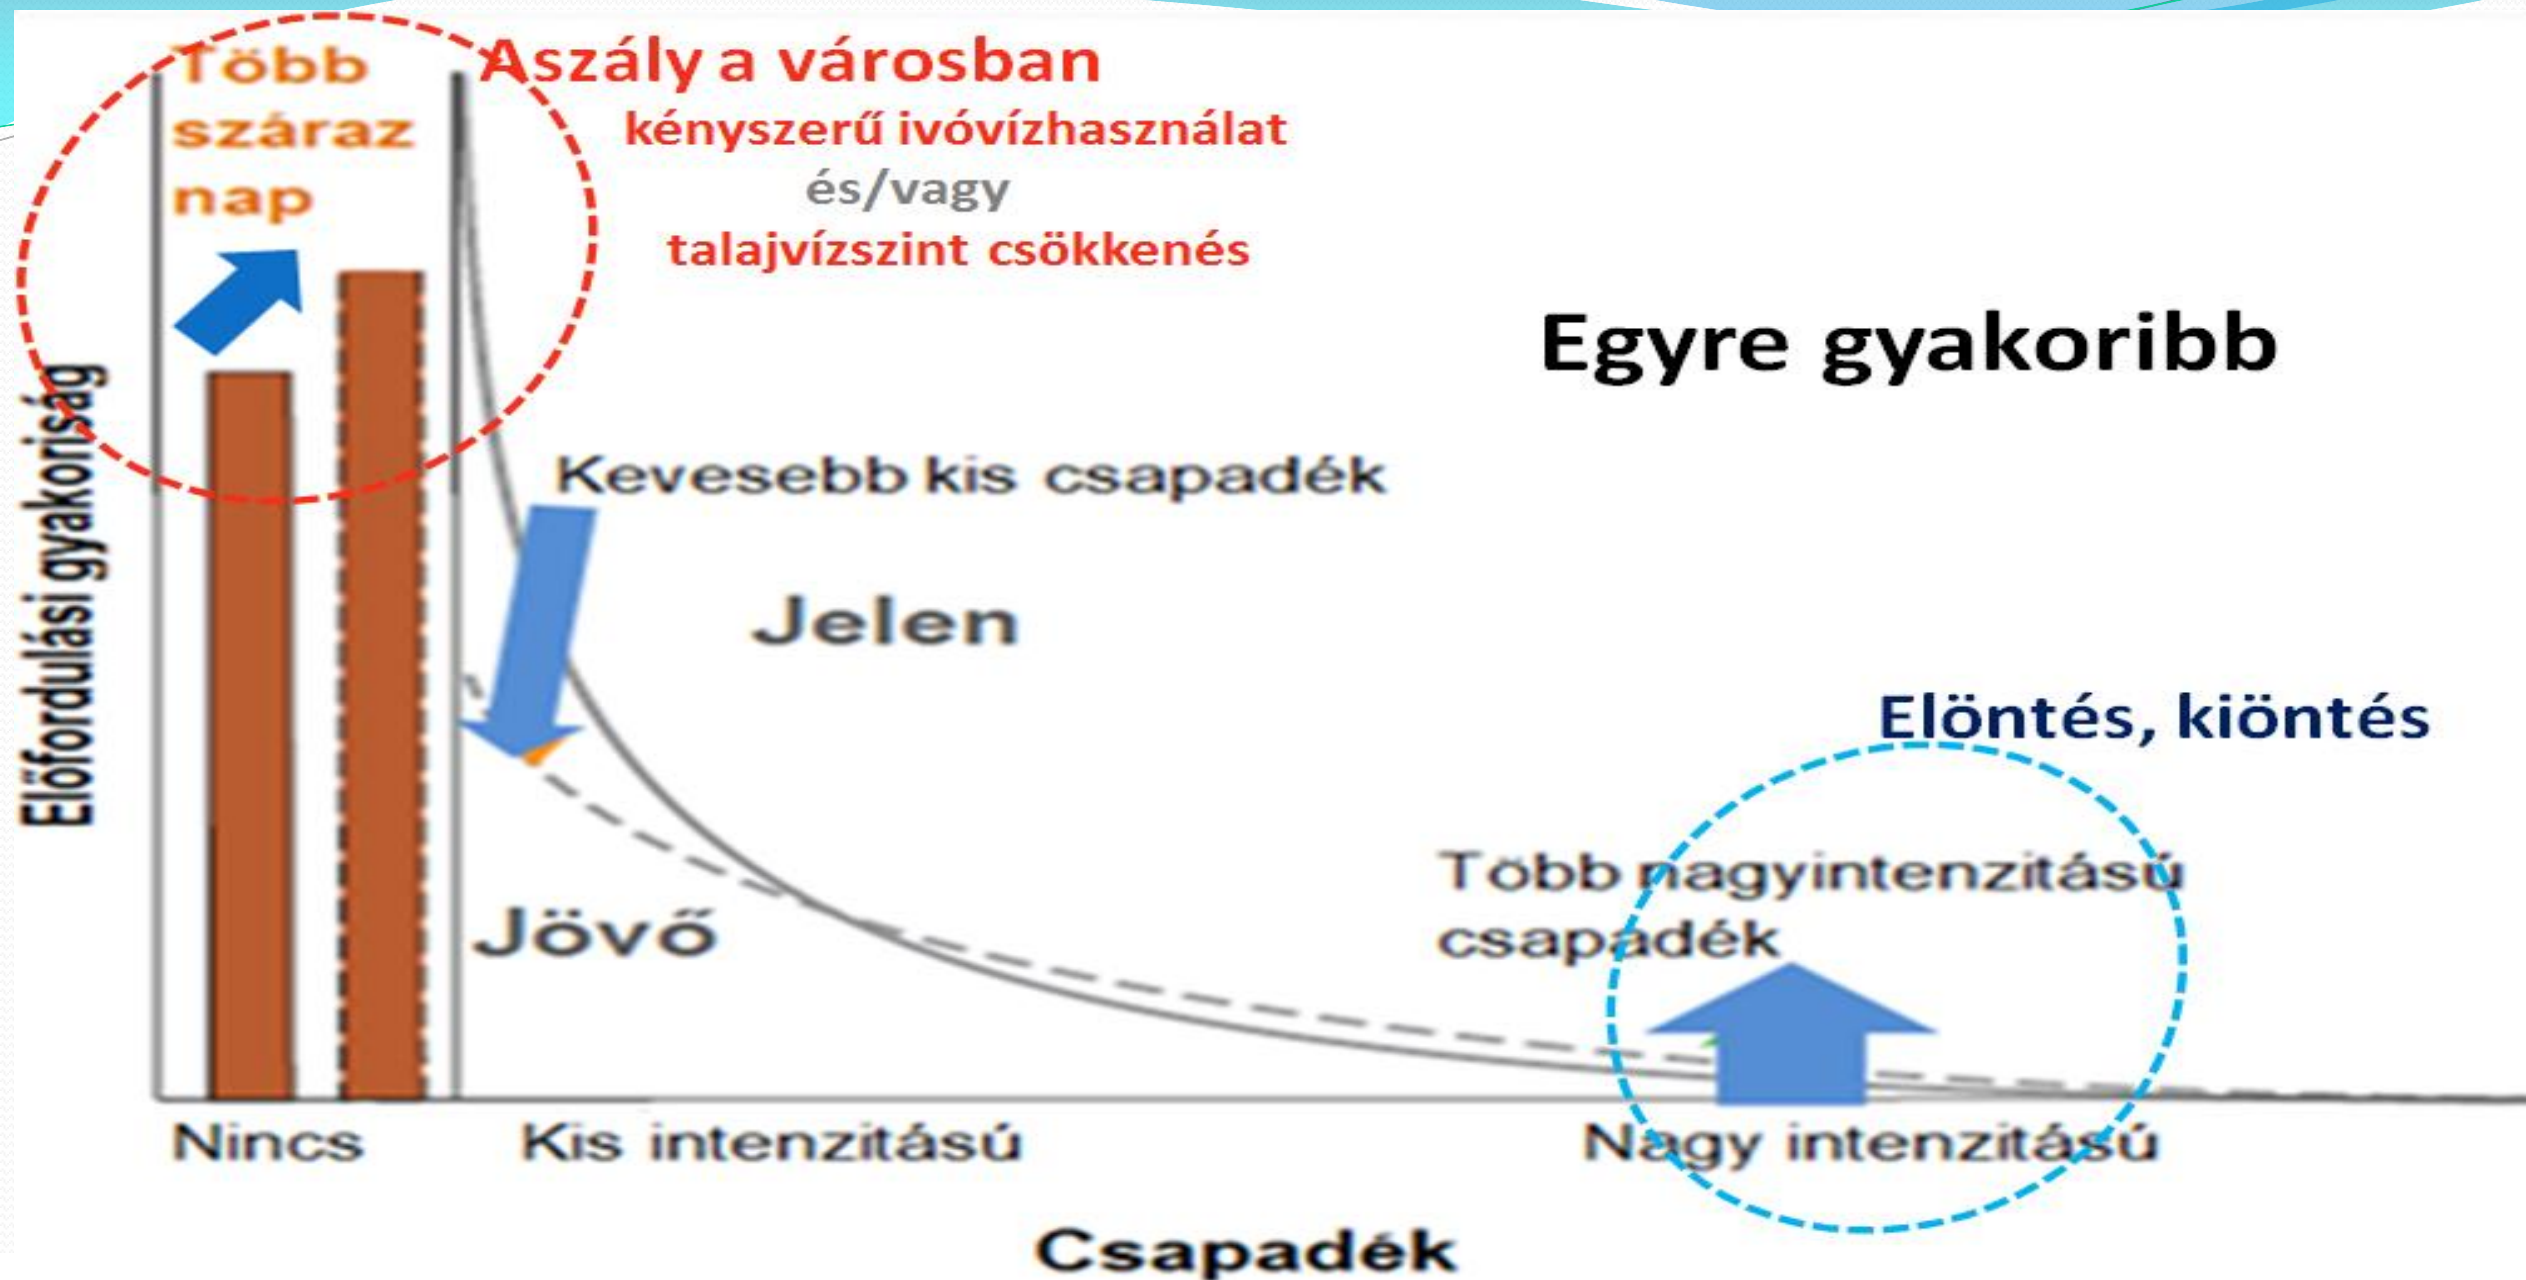 Több
száraz
nap
Aszály a városban
kényszerű ivóvízhasználat
és/vagy
talajvízszint csökkenés
Egyre gyakoribb
Előfordulási gyakoriság
Kevesebb kis csapadék
Jelen
Elöntés, kiöntés
Több nagyintenzitású
csapadék
Jövő
Nincs
Kis intenzitású
Nagy intenzitású
Csapadék